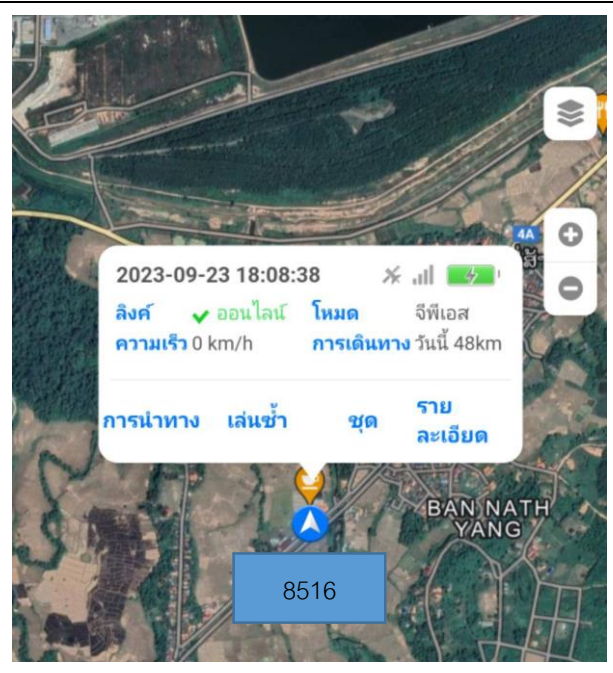 4A
2023-09-23 18:08:38
ลิงค์ ออนไลน์ โหมด จีพีเอส
ความเร็ว 0 km/h การเดินทาง วันนี้ 48km
การนำทาง เล่นซ้ำ ชุด ราย
ละเอียด
BAN NATH
YANG
8516